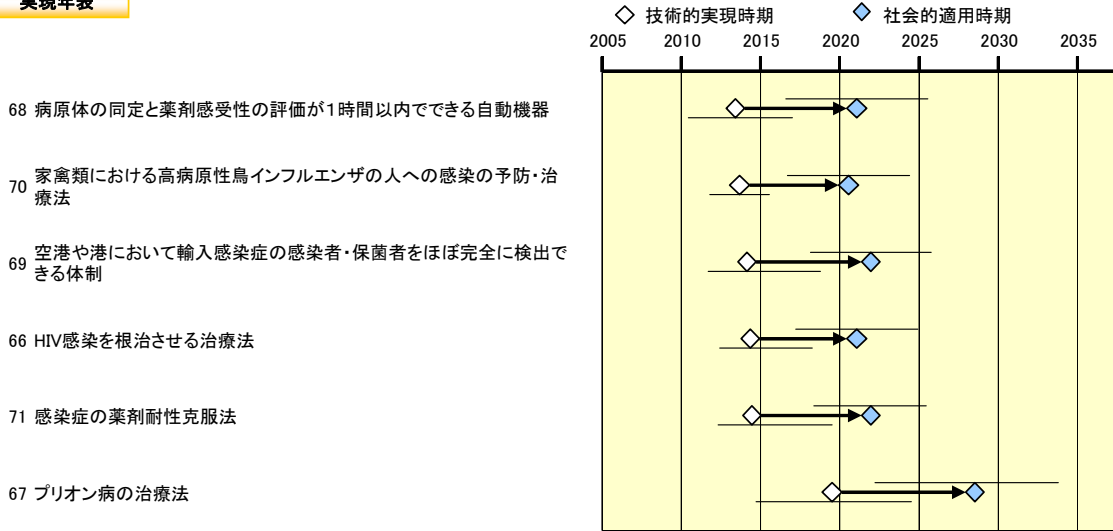 実現年表
技術的実現時期 社会的適用時期
2005 2010 2015 2020 2025 2030 2035
68 病原体の同定と薬剤感受性の評価が1時間以内でできる自動機器
70 家禽類における高病原性鳥インフルエンザの人への感染の予防・治
療法
69 空港や港において輸入感染症の感染者・保菌者をほぼ完全に検出で
きる体制
66 HIV感染を根治させる治療法
71 感染症の薬剤耐性克服法
67 プリオン病の治療法